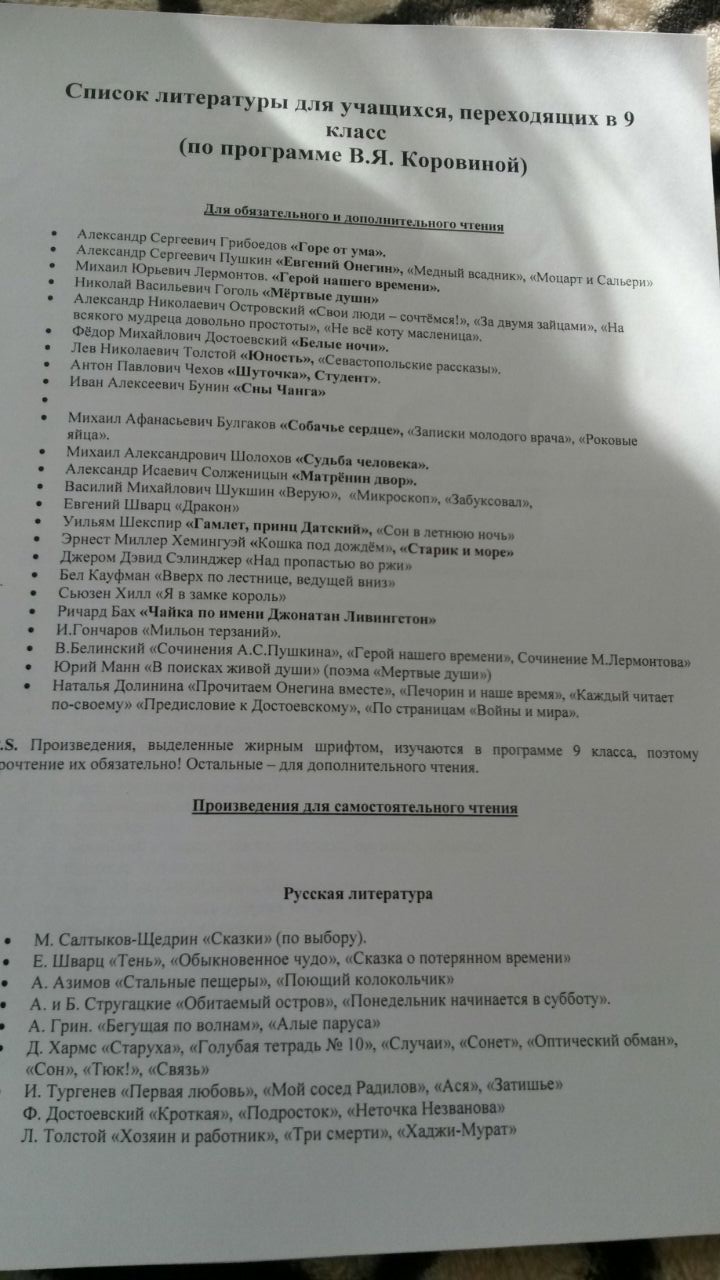 Список литературы для учащихся, переходящих в 9
класс
(по программе В.Я. Коровиной)
Для обязательного и дополнительного чтения
• Александр Сергеевич Грибоедов «Горе от ума».
• Александр Сергеевич Пушкин «Евгений Онегин», «Медный всадник», «Моцарт и Сальери»
• Михаил Юрьевич Лермонтов. «Герой нашего времени».
• Николай Васильевич Гоголь «Мёртвые души»
• Александр Николаевич Островский «Свои люди – сочтёмся!», «За двумя зайцами», «На
всякого мудреца довольно простоты», «Не всё коту масленица».
• Фёдор Михайлович Достоевский «Белые ночи».
• Лев Николаевич Толстой «Юность», «Севастопольские рассказы».
• Антон Павлович Чехов «Шуточка», Студент».
• Иван Алексеевич Бунин «Сны Чанга»
•
• Михаил Афанасьевич Булгаков «Собачье сердце», «Записки молодого врача», «Роковые
яйца».
• Михаил Александрович Шолохов «Судьба человека».
• Александр Исаевич Солженицын «Матрёнин двор».
• Василий Михайлович Шукшин «Верую», «Микроскоп», «Забуксовал»,
• Евгений Шварц «Дракон»
• Уильям Шекспир «Гамлет, принц Датский», «Сон в летнюю ночь»
• Эрнест Миллер Хемингуэй «Кошка под дождём», «Старик и море»
• Джером Дэвид Сэлинджер «Над пропастью во ржи»
• Бел Кауфман «Вверх по лестнице, ведущей вниз»
• Сьюзен Хилл «Я в замке король»
• Ричард Бах «Чайка по имени Джонатан Ливингстон»
• И.Гончаров «Мильон терзаний».
• В.Белинский «Сочинения А.С.Пушкина», «Герой нашего времени», Сочинение М.Лермонтова»
• Юрий Манн «В поисках живой души» (поэма «Мертвые души»)
• Наталья Долинина «Прочитаем Онегина вместе», «Печорин и наше время», «Каждый читает
по-своему» «Предисловие к Достоевскому», «По страницам «Войны и мира».
.S. Произведения, выделенные жирным шрифтом, изучаются в программе 9 класса, поэтому
рочтение их обязательно! Остальные – для дополнительного чтения.
Произведения для самостоятельного чтения
Русская литература
• М. Салтыков-Щедрин «Сказки» (по выбору).
• Е. Шварц «Тень», «Обыкновенное чудо», «Сказка о потерянном времени»
• А. Азимов «Стальные пещеры», «Поющий колокольчик»
• А. и Б. Стругацкие «Обитаемый остров», «Понедельник начинается в субботу».
• А. Грин. «Бегущая по волнам», «Алые паруса»
• Д. Хармс «Старуха», «Голубая тетрадь № 10», «Случаи», «Сонет», «Оптический обман»,
«Сон», «Тюк!», «Связь»
И. Тургенев «Первая любовь», «Мой сосед Радилов», «Ася», «Затишье»
Ф. Достоевский «Кроткая», «Подросток», «Неточка Незванова»
Л. Толстой «Хозяин и работник», «Три смерти», «Хаджи-Мурат»